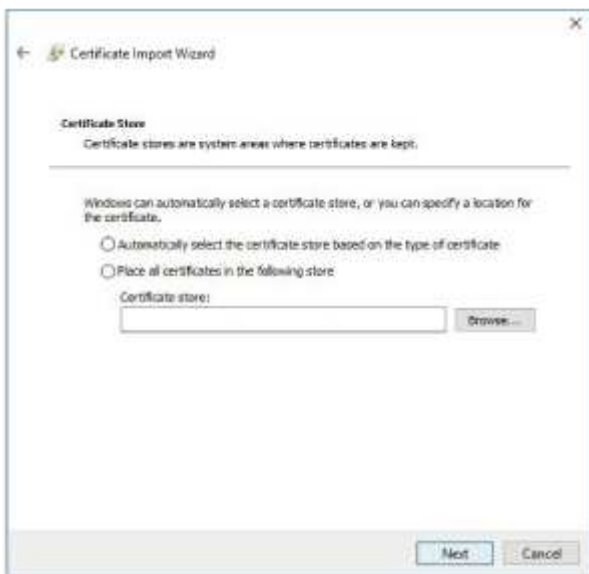 Certificate Import Wizard
Certificate Store
Certificate stores are system areas where certificates are kept.
Windows can automatically select a certificate store, or you can specify a location for
the certificate.
Automatically select the certificate store based on the type of certificate
Place all certificates in the following store
Certificate store:
Browse...
Next
Cancel